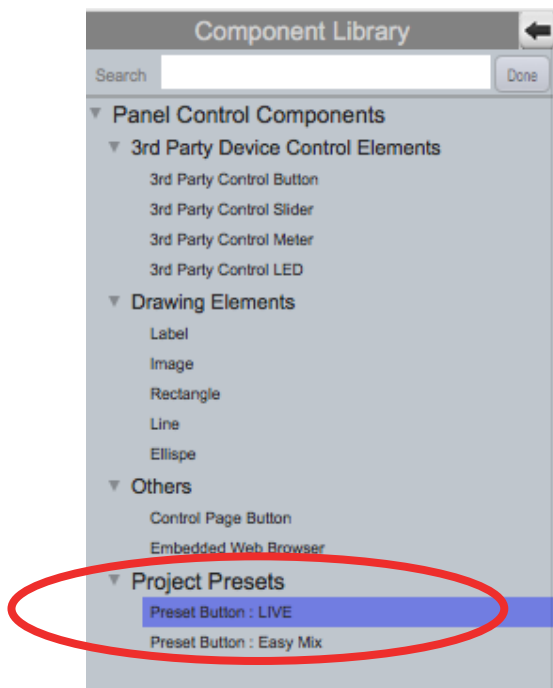 Component Library
Search
Done
Panel Control Components
3rd Party Device Control Elements
3rd Party Control Button
3rd Party Control Slider
3rd Party Control Meter
3rd Party Control LED
Drawing Elements
Label
Image
Rectangle
Line
Ellispe
Others
Control Page Button
Embedded Web Browser
Project Presets
Preset Button : LIVE
Preset Button : Easy Mix